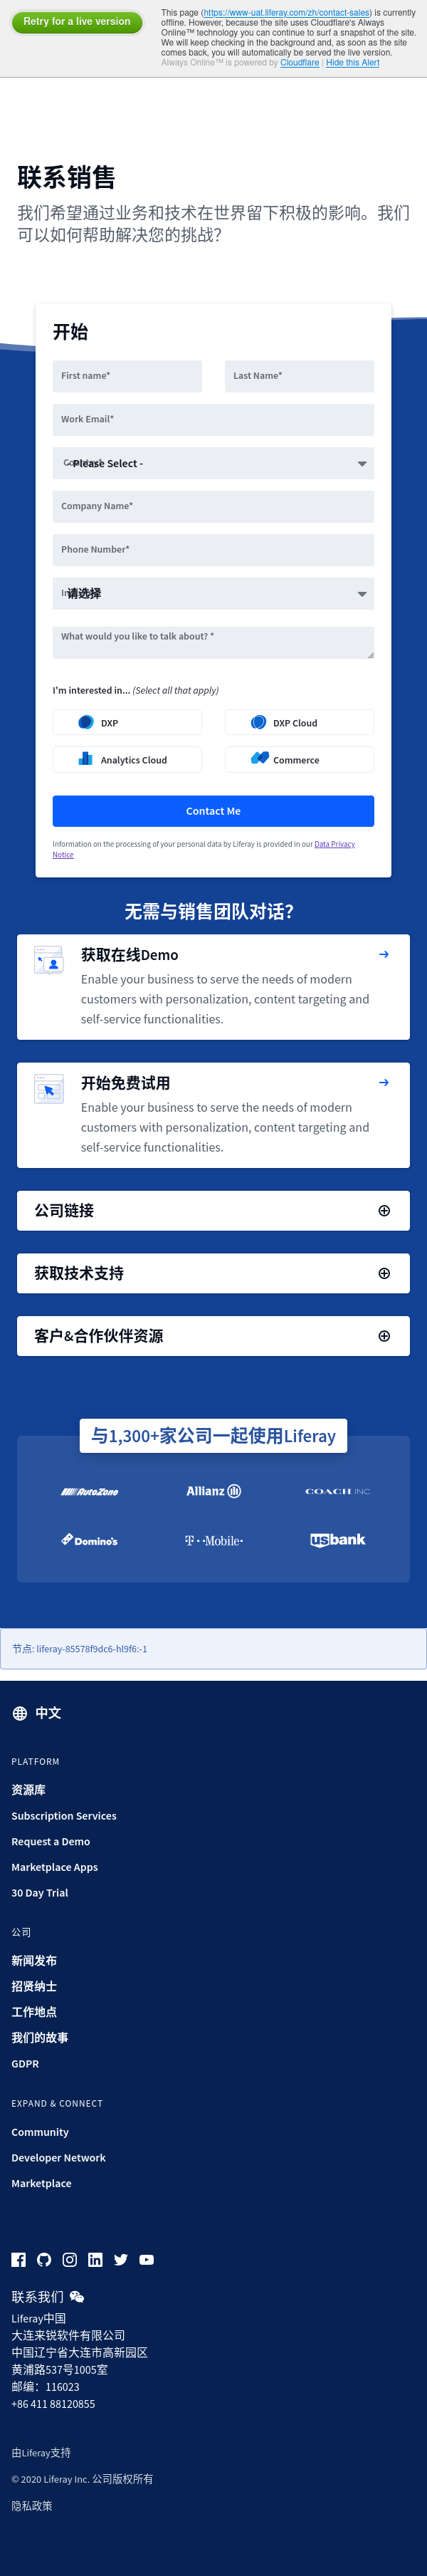 Retry for a live version
This page (https://www-uat.liferay.com/zh/contact-sales) is currently
offline. However, because the site uses Cloudflare's Always
Online™ technology you can continue to surf a snapshot of the site.
We will keep checking in the background and, as soon as the site
comes back, you will automatically be served the live version.
Always Online™ is powered by Cloudflare | Hide this Alert
联系销售
我们希望通过业务和技术在世界留下积极的影响。我们
可以如何帮助解决您的挑战？
开始
First name*
Last Name*
Work Email*
- Please Select -
Company Name*
Phone Number*
请选择
What would you like to talk about? *
I'm interested in... (Select all that apply)
DXP
DXP Cloud
Analytics Cloud
Commerce
Contact Me
Information on the processing of your personal data by Liferay is provided in our Data Privacy
Notice
无需与销售团队对话？
获取在线Demo
Enable your business to serve the needs of modern
customers with personalization, content targeting and
self-service functionalities.
开始免费试用
Enable your business to serve the needs of modern
customers with personalization, content targeting and
self-service functionalities.
公司链接
获取技术支持
客户&合作伙伴资源
与1,300+家公司一起使用Liferay
AutoZone
Allianz
COACH INC.
Domino's
T··Mobile·
usbank
节点: liferay-85578f9dc6-hl9f6:-1
中文
PLATFORM
资源库
Subscription Services
Request a Demo
Marketplace Apps
30 Day Trial
公司
新闻发布
招贤纳士
工作地点
我们的故事
GDPR
EXPAND & CONNECT
Community
Developer Network
Marketplace
联系我们
Liferay中国
大连来锐软件有限公司
中国辽宁省大连市高新园区
黄浦路537号1005室
邮编：116023
+86 411 88120855
由Liferay支持
© 2020 Liferay Inc. 公司版权所有
隐私政策